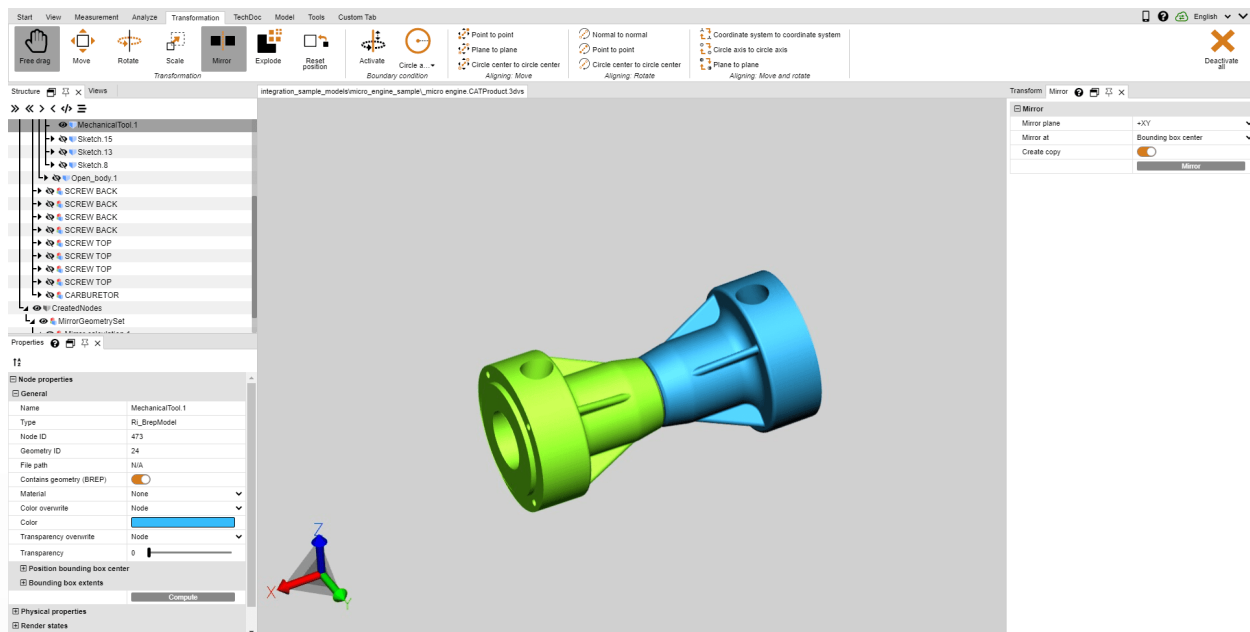 Start View Measurement Analyze Transformation TechDoc Model Tools Custom Tab English
Free drag Move Rotate Scale Mirror Explode Reset position
Transformation
Activate Circle a...
Boundary condition
Point to point
Plane to plane
Circle center to circle center
Aligning: Move
Normal to normal
Point to point
Circle center to circle center
Aligning: Rotate
Coordinate system to coordinate system
Circle axis to circle axis
Plane to plane
Aligning: Move and rotate
Deactivate all
Structure Views
integration_sample_models\micro_engine_sample\_micro engine.CATProduct.3dvs
Transform Mirror
MechanicalTool.1
Sketch.15
Sketch.13
Sketch.8
Open_body.1
SCREW BACK
SCREW BACK
SCREW BACK
SCREW BACK
SCREW TOP
SCREW TOP
SCREW TOP
SCREW TOP
CARBURETOR
CreatedNodes
MirrorGeometrySet
Properties
Node properties
General
Name MechanicalTool.1
Type Ri_BrepModel
Node ID 473
Geometry ID 24
File path N/A
Contains geometry (BREP)
Material None
Color overwrite Node
Color
Transparency overwrite Node
Transparency 0
Position bounding box center
Bounding box extents
Compute
Physical properties
Render states
Z
X
Y
Mirror
Mirror plane +XY
Mirror at Bounding box center
Create copy
Mirror